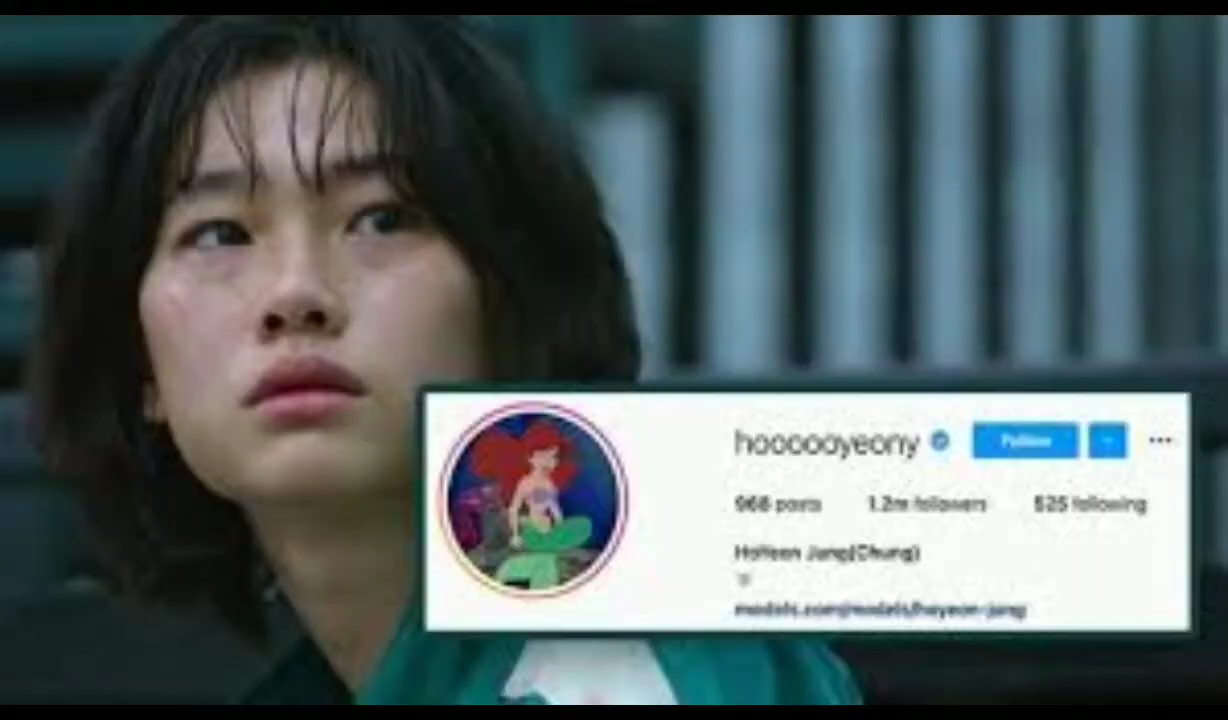 hoooooyeony
Follow
968 posts 1.2m followers 525 following
HoYeon Jung(Chung)
models.com/models/hoyeon-jung